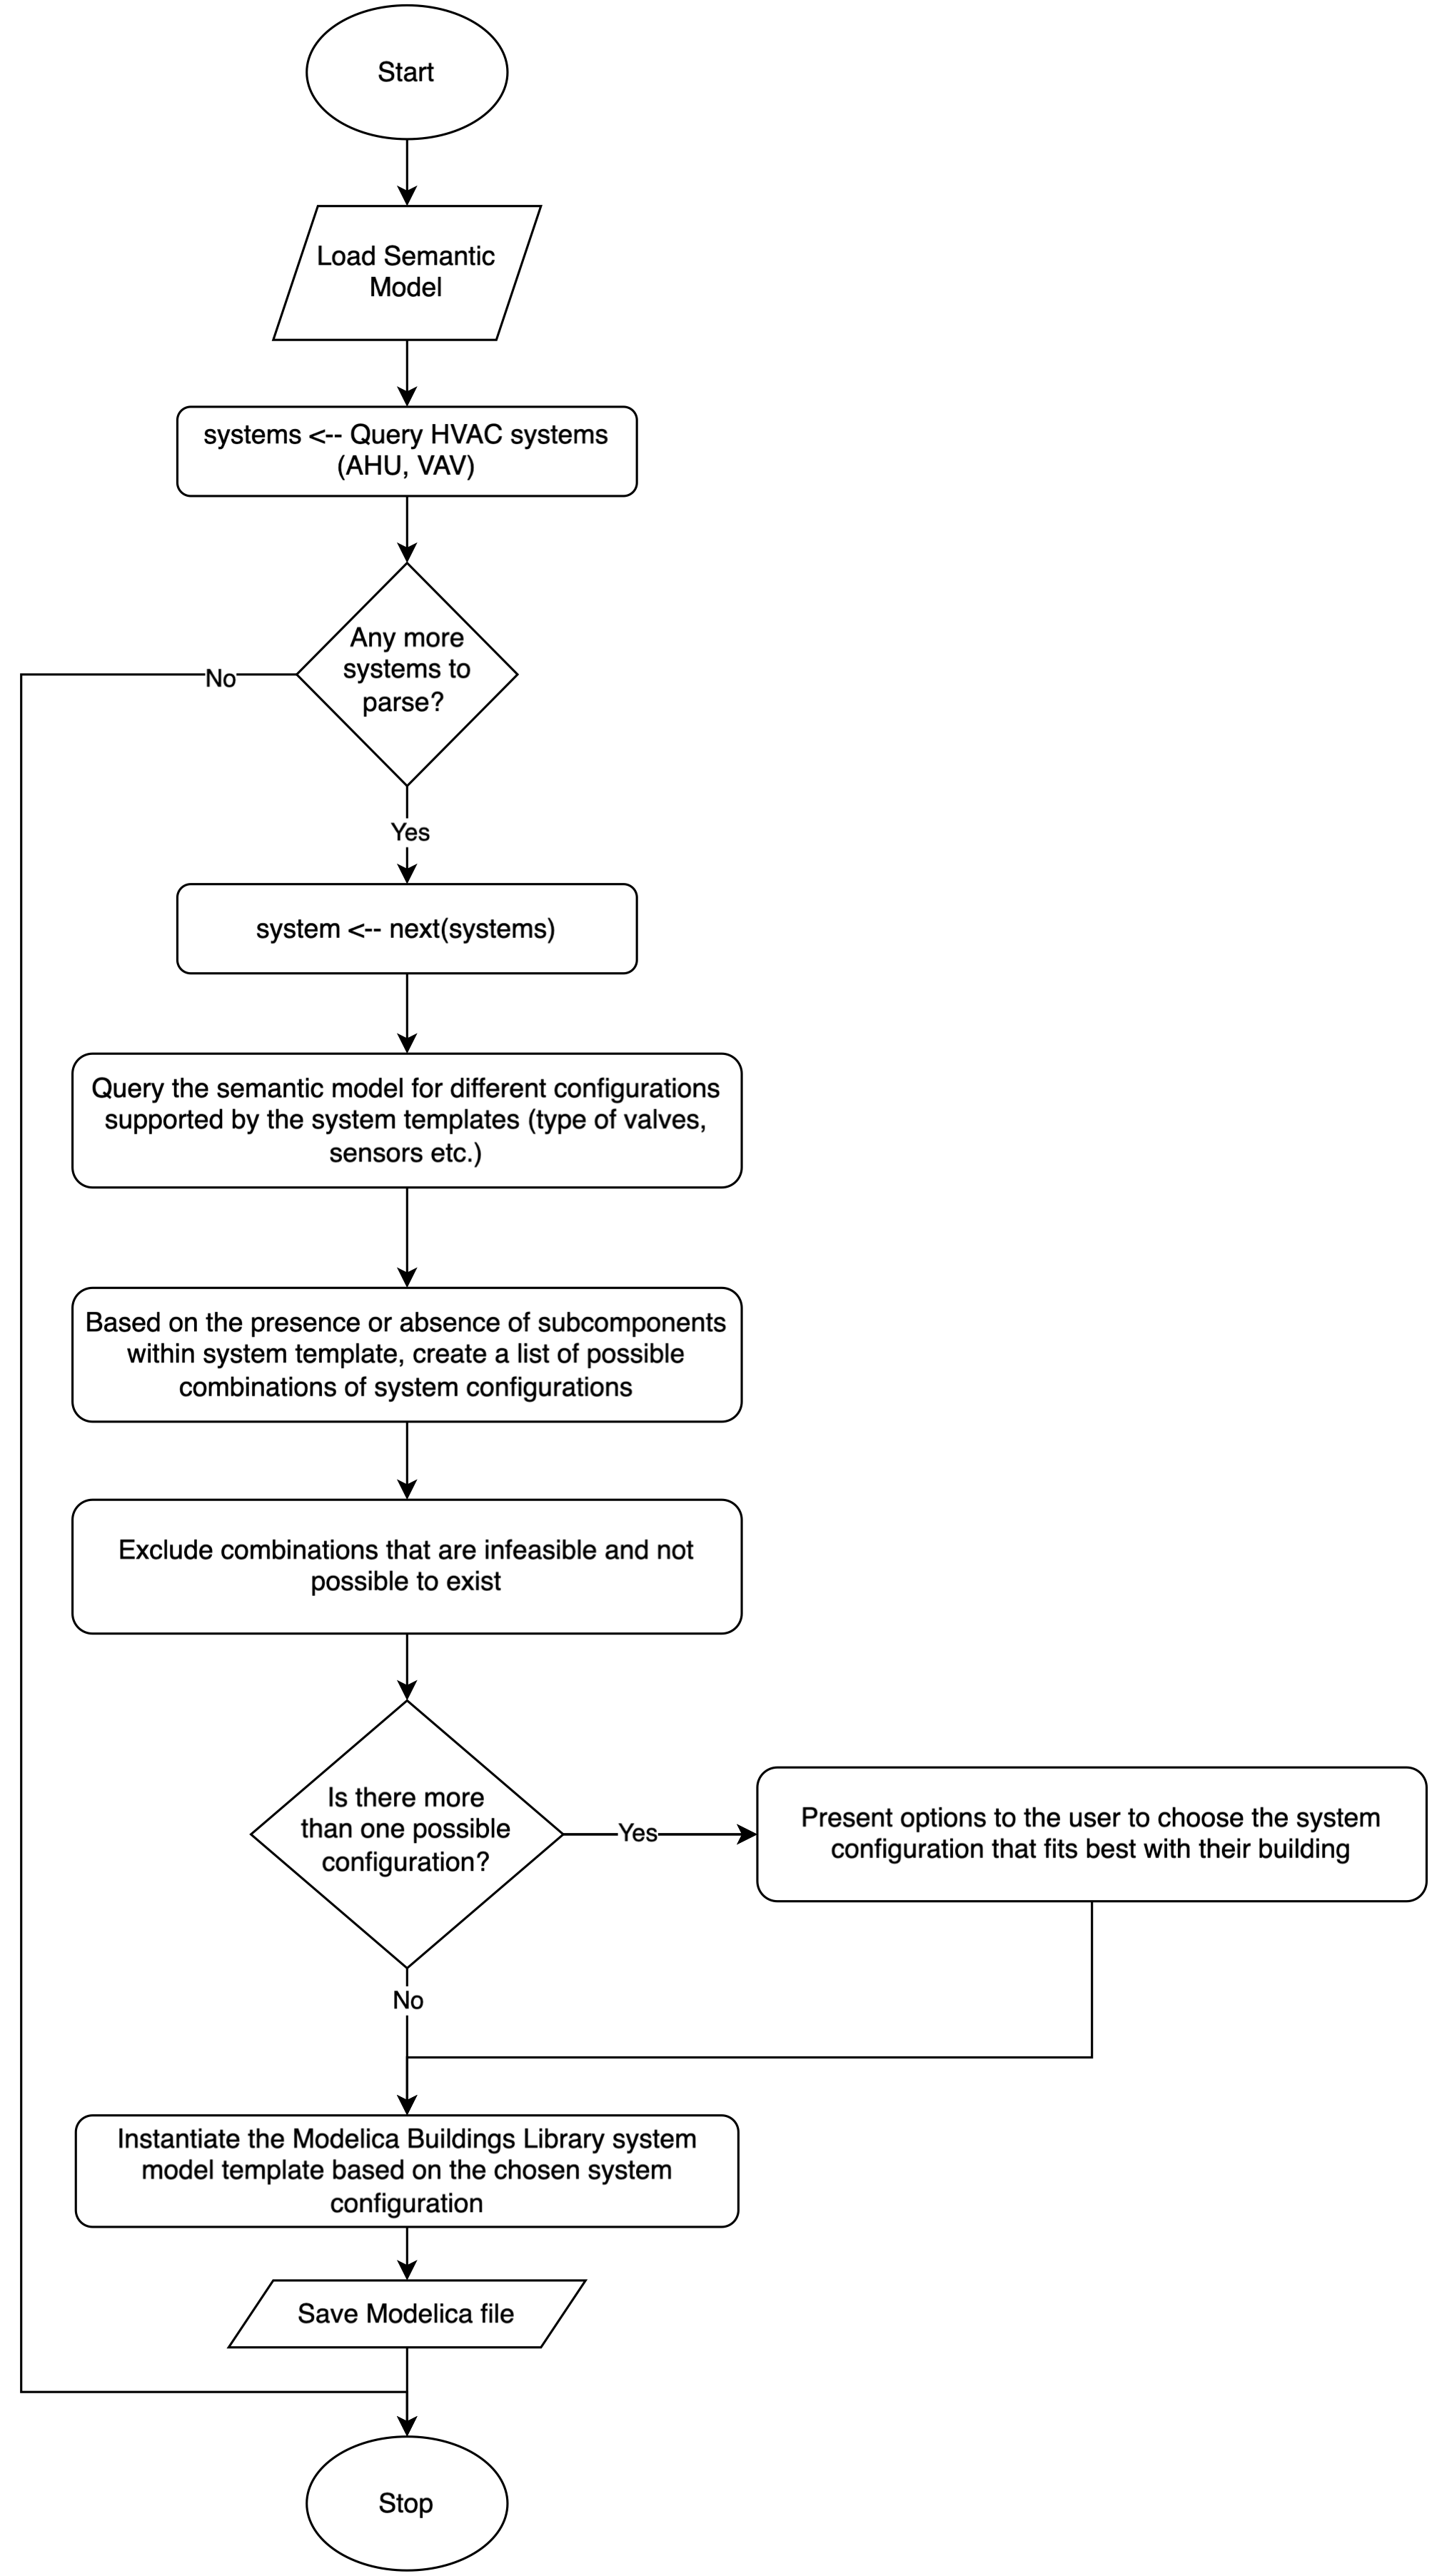 Start
Load Semantic
Model
systems <-- Query HVAC systems
(AHU, VAV)
Any more
systems to
parse?
No
Yes
system <-- next(systems)
Query the semantic model for different configurations
supported by the system templates (type of valves,
sensors etc.)
Based on the presence or absence of subcomponents
within system template, create a list of possible
combinations of system configurations
Exclude combinations that are infeasible and not
possible to exist
Is there more
than one possible
configuration?
Yes
Present options to the user to choose the system
configuration that fits best with their building
No
Instantiate the Modelica Buildings Library system
model template based on the chosen system
configuration
Save Modelica file
Stop